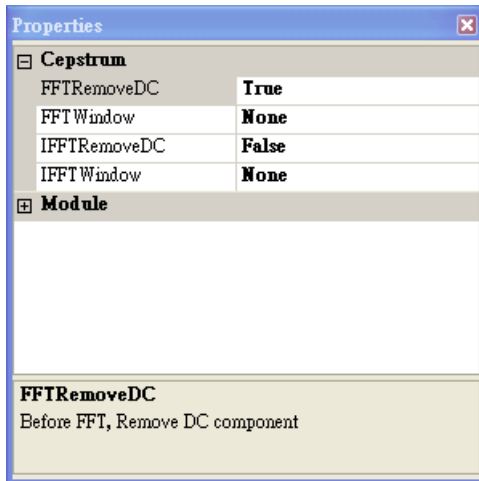 Properties
Cepstrum
FFTRemoveDC True
FFTWindow None
IFFTRemoveDC False
IFFTWindow None
Module
FFTRemoveDC
Before FFT, Remove DC component